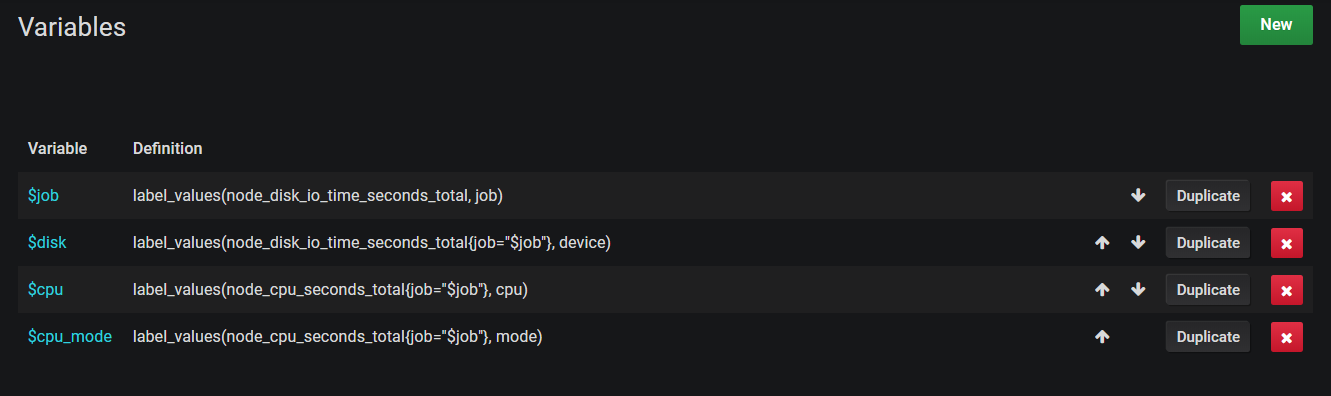 Variables
New
Variable Definition
$job label_values(node_disk_io_time_seconds_total, job) Duplicate
$disk label_values(node_disk_io_time_seconds_total{job="$job"}, device) Duplicate
$cpu label_values(node_cpu_seconds_total{job="$job"}, cpu) Duplicate
$cpu_mode label_values(node_cpu_seconds_total{job="$job"}, mode) Duplicate